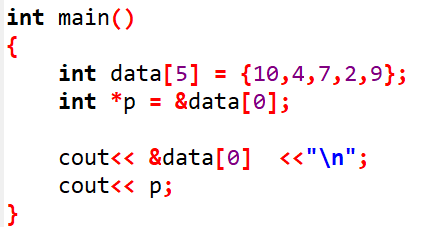 int main()
{
    int data[5] = {10,4,7,2,9};
    int *p = &data[0];

    cout<< &data[0]  <<"\n";
    cout<< p;
}